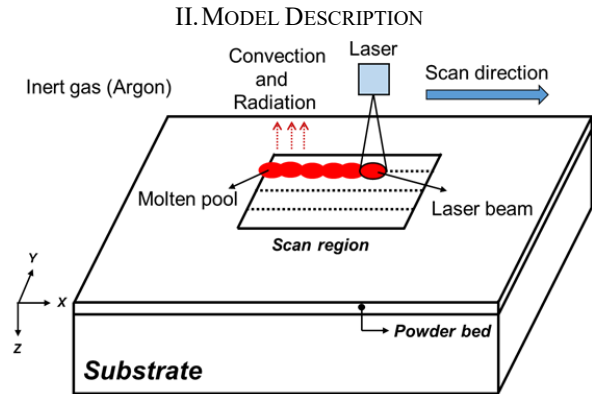 II. MODEL DESCRIPTION
Laser
Convection
and
Radiation
Scan direction
Inert gas (Argon)
Molten pool
Laser beam
Scan region
Y
X
Z
Powder bed
Substrate